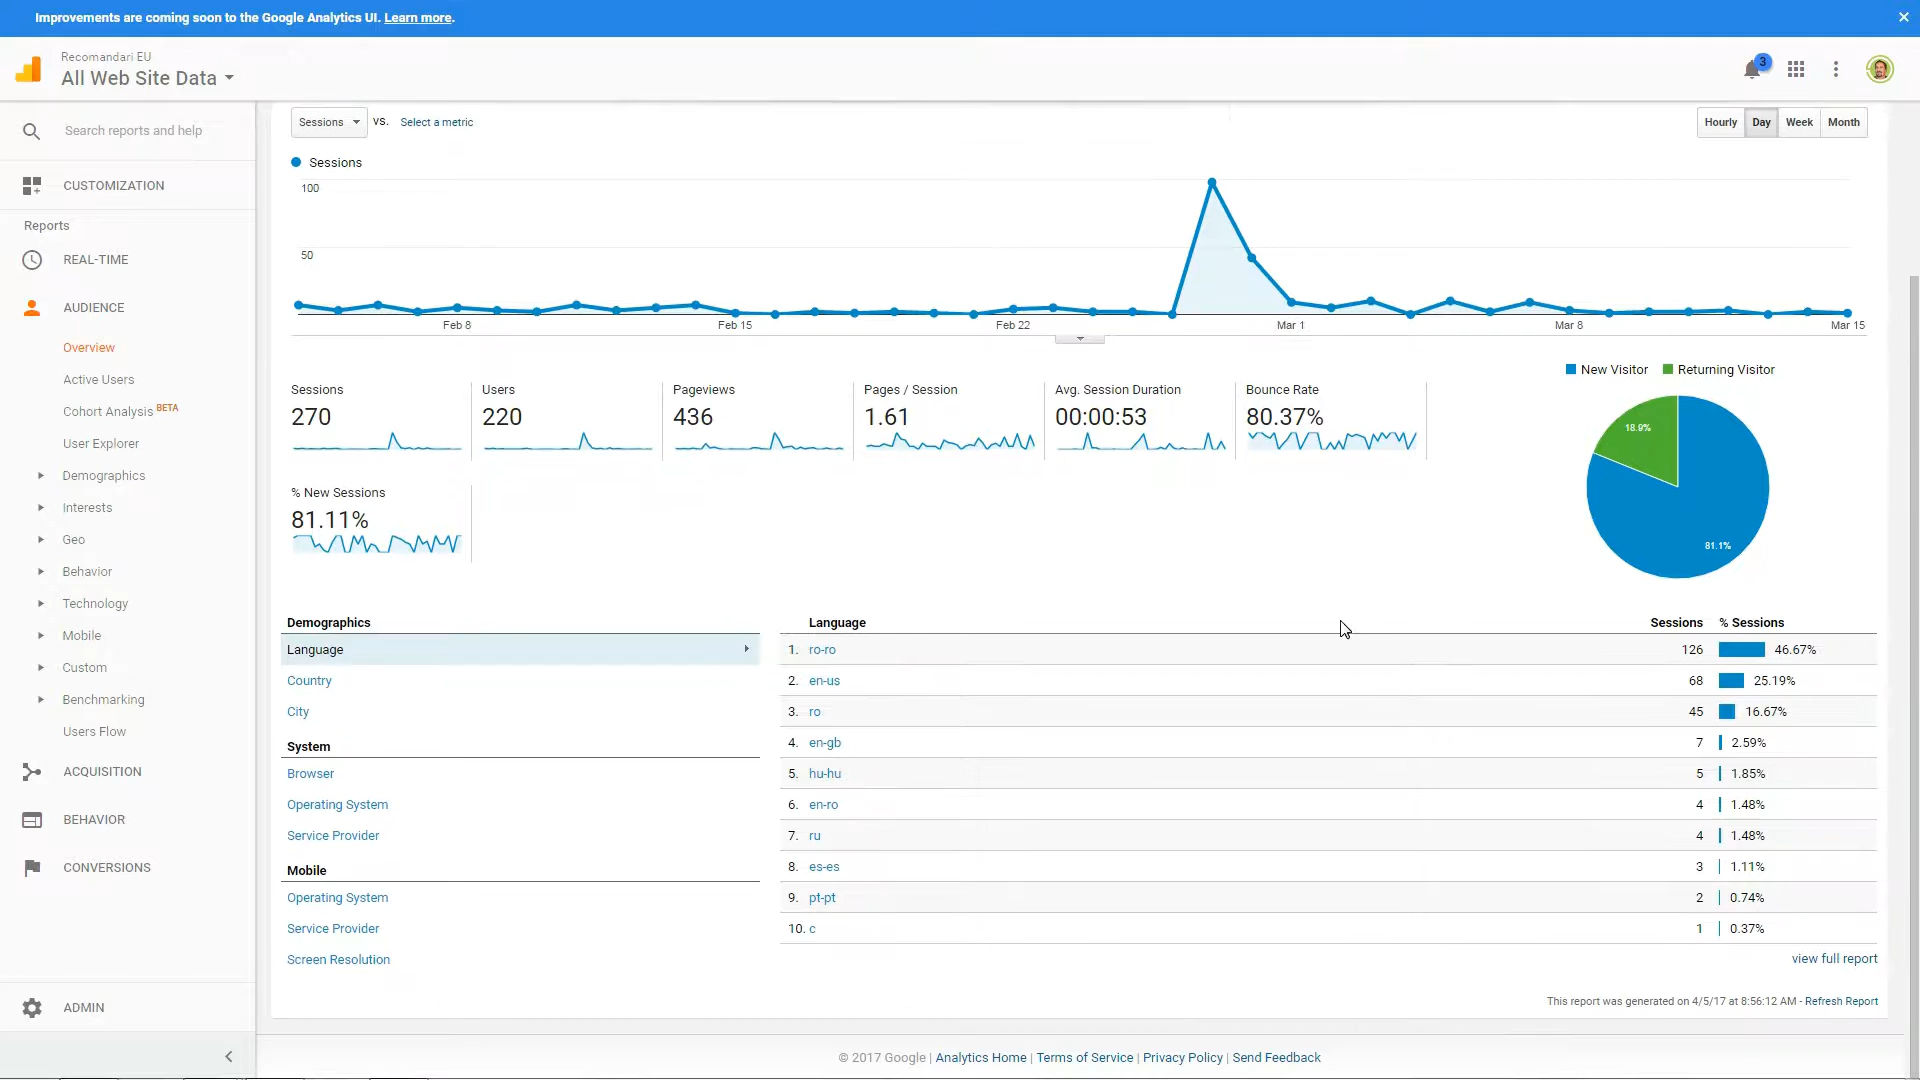 Improvements are coming soon to the Google Analytics UI. Learn more.
Recomandari EU
All Web Site Data
3
Search reports and help
CUSTOMIZATION
Reports
REAL-TIME
AUDIENCE
Overview
Active Users
Cohort Analysis BETA
User Explorer
Demographics
Interests
Geo
Behavior
Technology
Mobile
Custom
Benchmarking
Users Flow
ACQUISITION
BEHAVIOR
CONVERSIONS
ADMIN
Sessions vs. Select a metric
Hourly Day Week Month
Sessions
100
50
Feb 8 Feb 15 Feb 22 Mar 1 Mar 8 Mar 15
Sessions
270
Users
220
Pageviews
436
Pages / Session
1.61
Avg. Session Duration
00:00:53
Bounce Rate
80.37%
% New Sessions
81.11%
New Visitor Returning Visitor
18.9%
81.1%
Demographics
Language
Country
City
System
Browser
Operating System
Service Provider
Mobile
Operating System
Service Provider
Screen Resolution
Language Sessions % Sessions
1. ro-ro 126 46.67%
2. en-us 68 25.19%
3. ro 45 16.67%
4. en-gb 7 2.59%
5. hu-hu 5 1.85%
6. en-ro 4 1.48%
7. ru 4 1.48%
8. es-es 3 1.11%
9. pt-pt 2 0.74%
10. c 1 0.37%
view full report
This report was generated on 4/5/17 at 8:56:12 AM - Refresh Report
© 2017 Google | Analytics Home | Terms of Service | Privacy Policy | Send Feedback